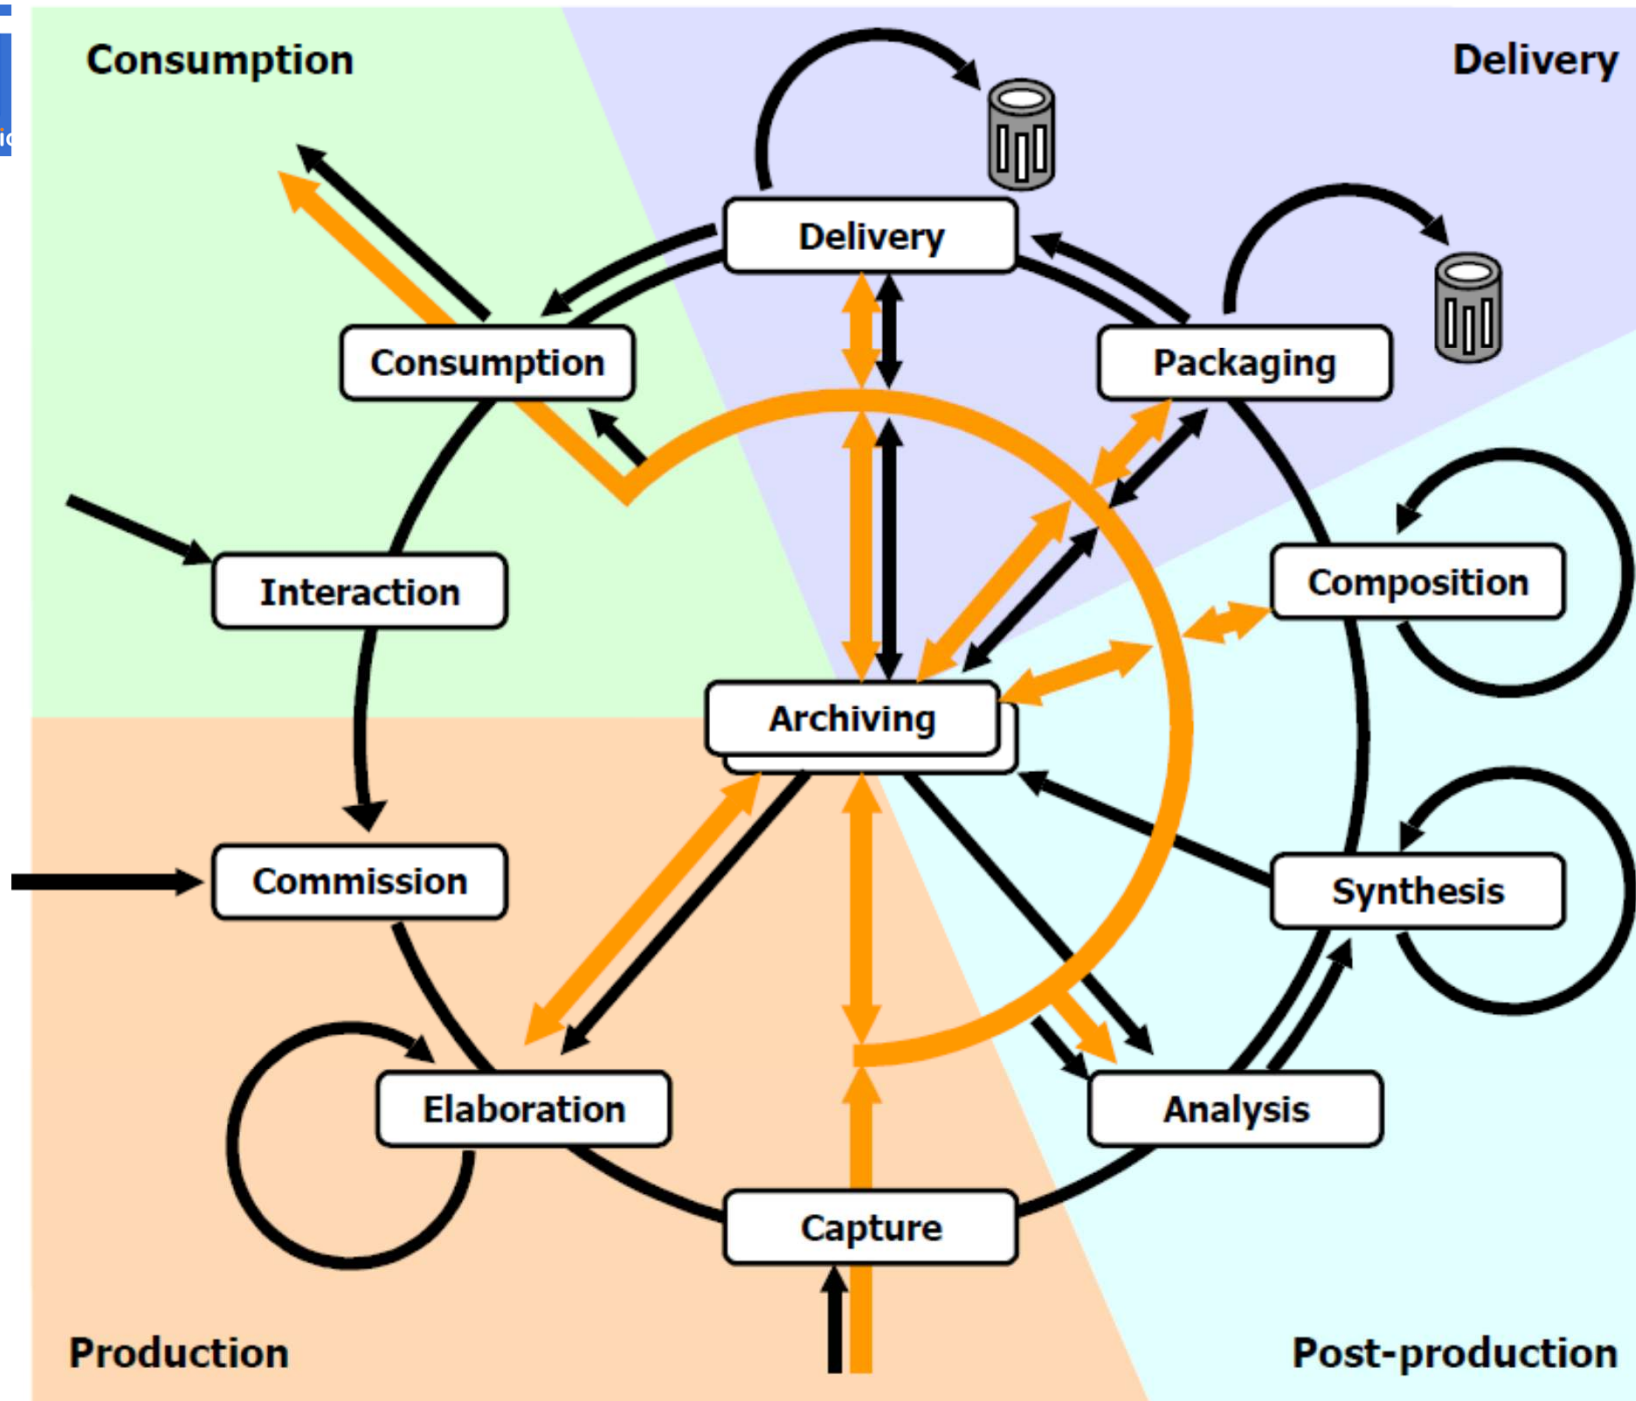 Consumption
Delivery
Delivery
Consumption
Packaging
Interaction
Composition
Archiving
Commission
Synthesis
Elaboration
Analysis
Capture
Production
Post-production